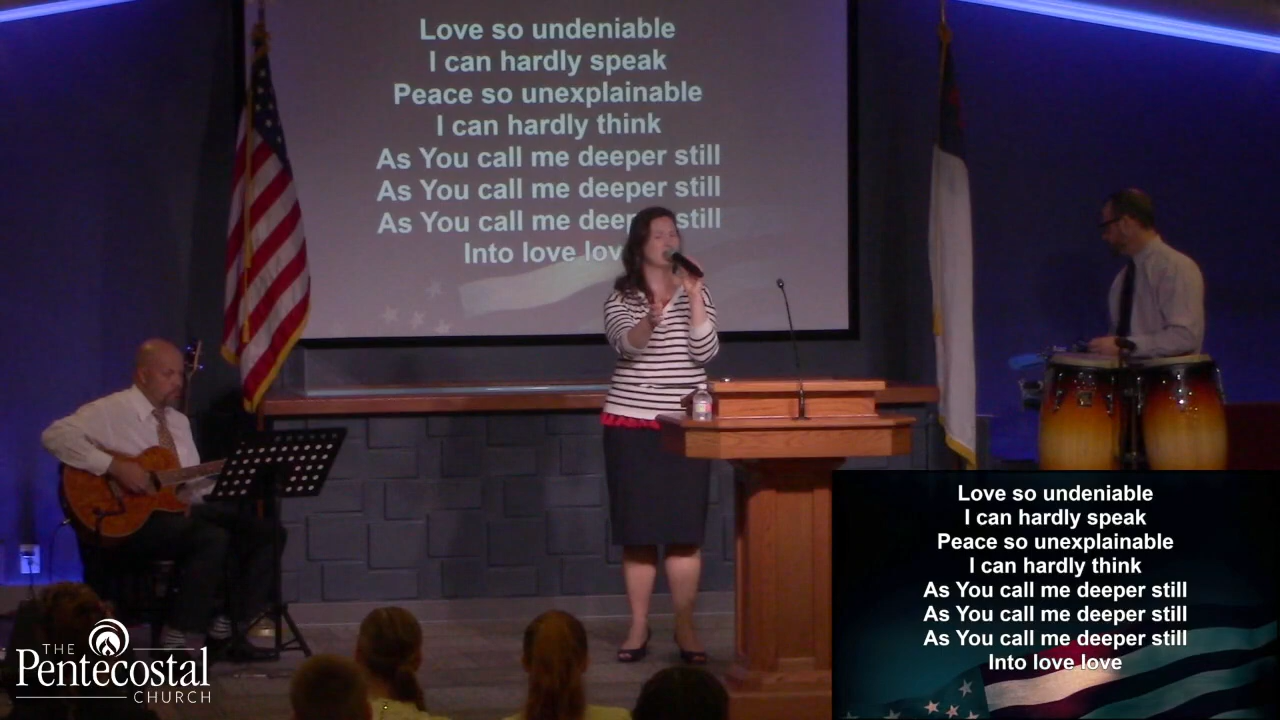 Love so undeniable
I can hardly speak
Peace so unexplainable
I can hardly think
As You call me deeper still
As You call me deeper still
As You call me deep still
Into love lov
Love so undeniable
I can hardly speak
Peace so unexplainable
I can hardly think
As You call me deeper still
As You call me deeper still
As You call me deeper still
Into love love
THE
Pentecostal
CHURCH